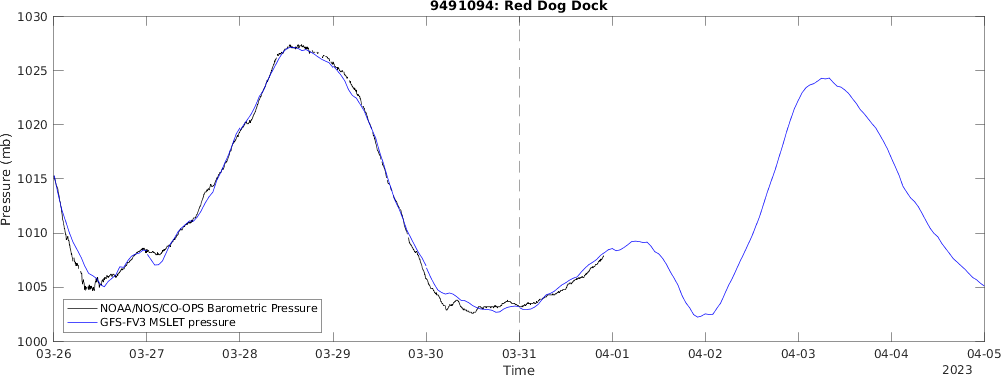 9491094: Red Dog Dock
Pressure (mb)
1030
1025
1020
1015
1010
1005
1000
NOAA/NOS/CO-OPS Barometric Pressure
GFS-FV3 MSLET pressure
03-26 03-27 03-28 03-29 03-30 03-31 04-01 04-02 04-03 04-04 04-05
Time
2023